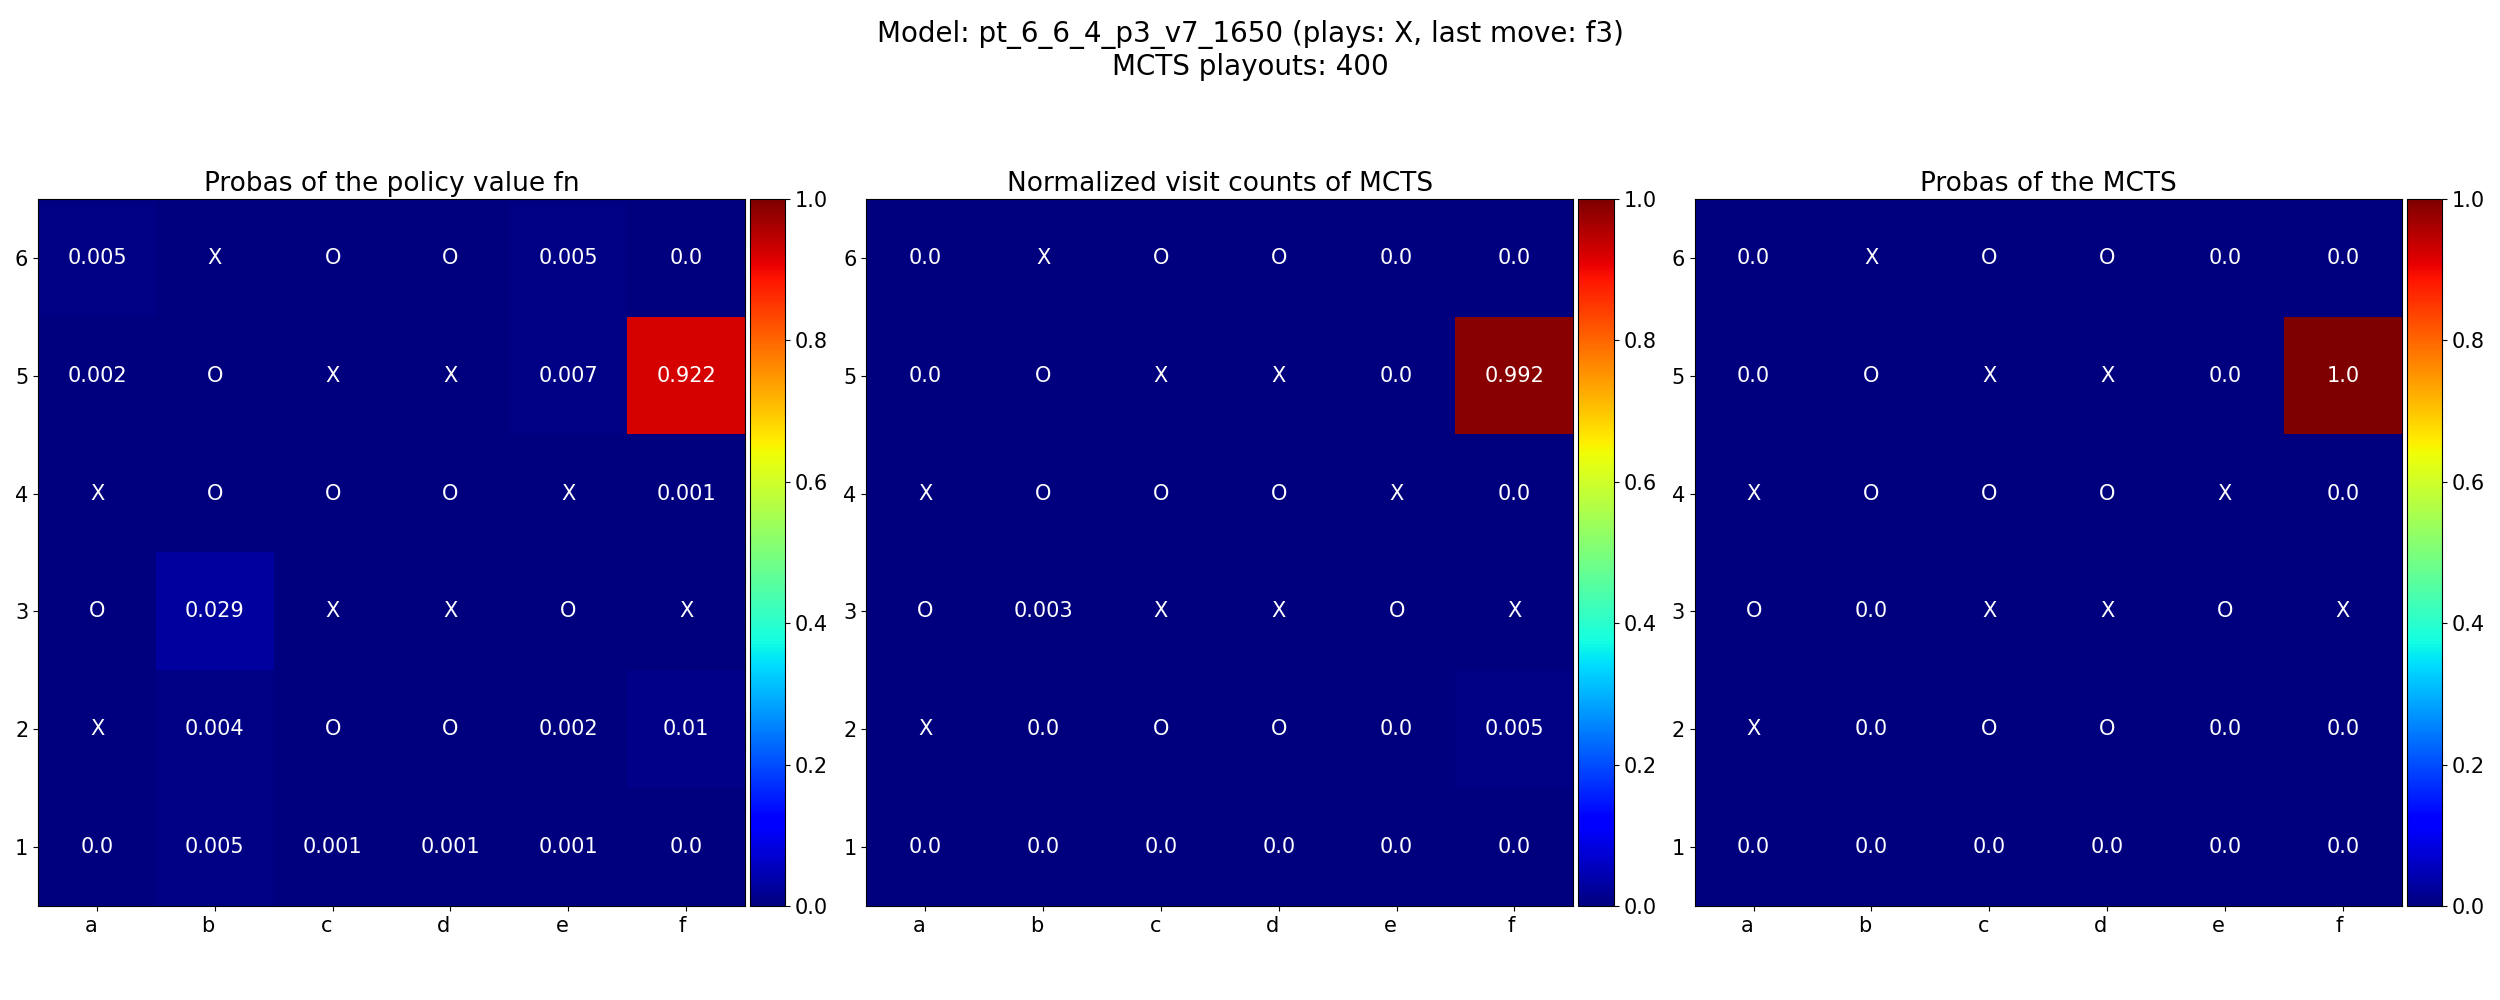 Model: pt_6_6_4_p3_v7_1650 (plays: X, last move: f3)
MCTS playouts: 400
Probas of the policy value fn
6 0.005 X O O 0.005 0.0
5 0.002 O X X 0.007 0.922
4 X O O O X 0.001
3 O 0.029 X X O X
2 X 0.004 O O 0.002 0.01
1 0.0 0.005 0.001 0.001 0.001 0.0
a b c d e f
1.0
0.8
0.6
0.4
0.2
0.0
Normalized visit counts of MCTS
6 0.0 X O O 0.0 0.0
5 0.0 O X X 0.0 0.992
4 X O O O X 0.0
3 O 0.003 X X O X
2 X 0.0 O O 0.0 0.005
1 0.0 0.0 0.0 0.0 0.0 0.0
a b c d e f
1.0
0.8
0.6
0.4
0.2
0.0
Probas of the MCTS
6 0.0 X O O 0.0 0.0
5 0.0 O X X 0.0 1.0
4 X O O O X 0.0
3 O 0.0 X X O X
2 X 0.0 O O 0.0 0.0
1 0.0 0.0 0.0 0.0 0.0 0.0
a b c d e f
1.0
0.8
0.6
0.4
0.2
0.0